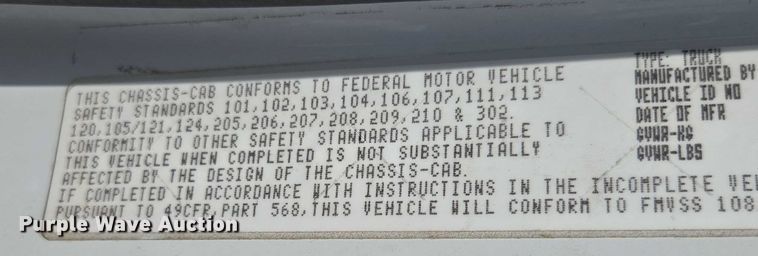 THIS CHASSIS-CAB CONFORMS TO FEDERAL MOTOR VEHICLE
SAFETY STANDARDS 101,102,103,104,106,107,111,113
120,105/121,124,205,206,207,208,209,210 & 302.
CONFORMITY TO OTHER SAFETY STANDARDS APPLICABLE TO
THIS VEHICLE WHEN COMPLETED IS NOT SUBSTANTIALLY
AFFECTED BY THE DESIGN OF THE CHASSIS-CAB.
IF COMPLETED IN ACCORDANCE WITH INSTRUCTIONS IN THE INCOMPLETE VE
PURSUANT TO 49CFR,PART 568,THIS VEHICLE WILL CONFORM TO FMVSS 108
TYPE: TRUCK
MANUFACTURED BY
VEHICLE ID NO
DATE OF MFR
GVWR-KG
GVWR-LBS
Purple Wave Auction